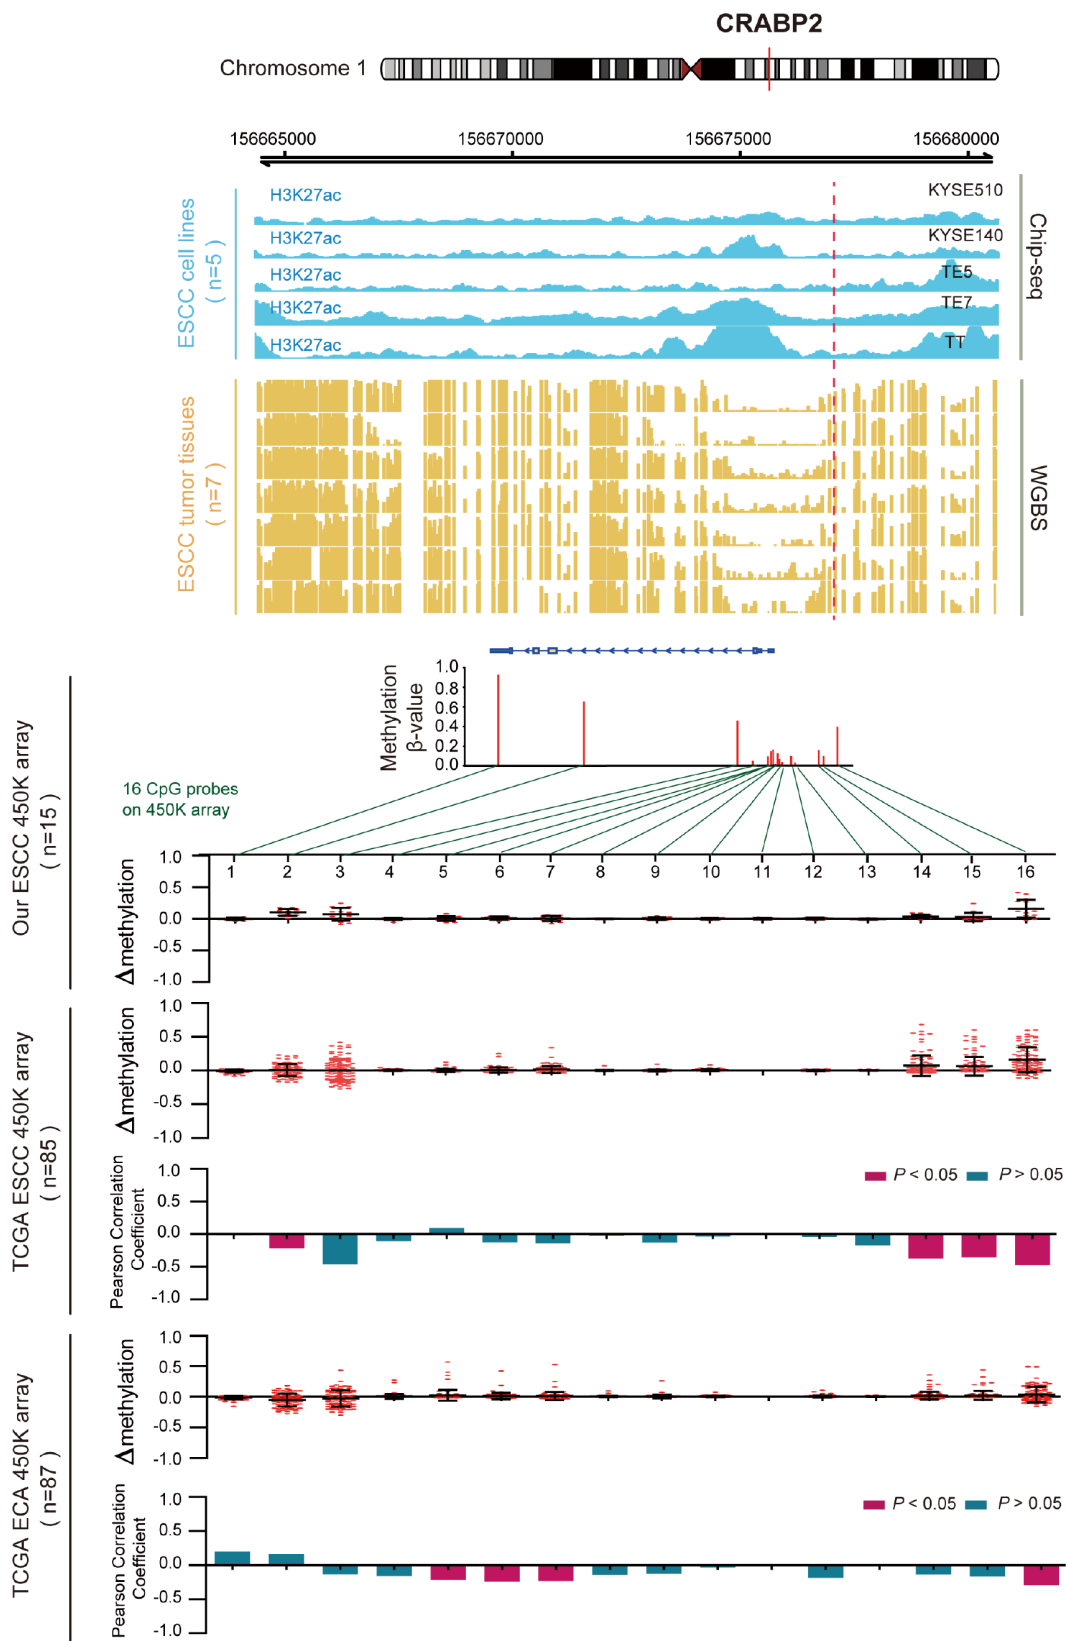 CRABP2
Chromosome 1
156665000 156670000 156675000 156680000
ESCC cell lines
( n=5 )
H3K27ac KYSE510
H3K27ac KYSE140
H3K27ac TE5
H3K27ac TE7
H3K27ac TT
Chip-seq
ESCC tumor tissues
( n=7 )
WGBS
Our ESCC 450K array
( n=15 )
Methylation
β-value
1.0
0.8
0.6
0.4
0.2
0.0
16 CpG probes
on 450K array
1 2 3 4 5 6 7 8 9 10 11 12 13 14 15 16
Δmethylation
1.0
0.5
0.0
-0.5
-1.0
TCGA ESCC 450K array
( n=85 )
Δmethylation
1.0
0.5
0.0
-0.5
-1.0
Pearson Correlation
Coefficient
1.0
0.5
0.0
-0.5
-1.0
P < 0.05 P > 0.05
TCGA ECA 450K array
( n=87 )
Δmethylation
1.0
0.5
0.0
-0.5
-1.0
Pearson Correlation
Coefficient
1.0
0.5
0.0
-0.5
-1.0
P < 0.05 P > 0.05